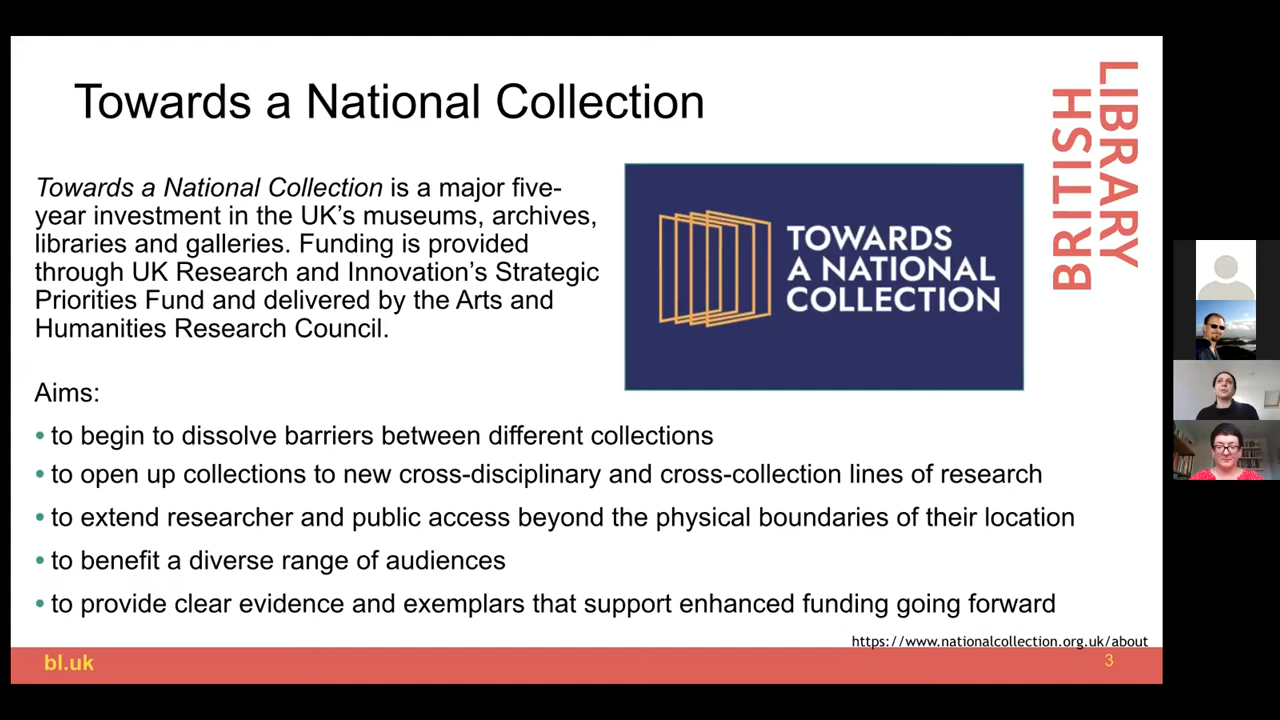 Towards a National Collection
Towards a National Collection is a major five-
year investment in the UK's museums, archives,
libraries and galleries. Funding is provided
through UK Research and Innovation's Strategic
Priorities Fund and delivered by the Arts and
Humanities Research Council.
TOWARDS
A NATIONAL
COLLECTION
LIBRARY
BRITISH
Aims:
• to begin to dissolve barriers between different collections
• to open up collections to new cross-disciplinary and cross-collection lines of research
• to extend researcher and public access beyond the physical boundaries of their location
• to benefit a diverse range of audiences
• to provide clear evidence and exemplars that support enhanced funding going forward
https://www.nationalcollection.org.uk/about
bl.uk
3